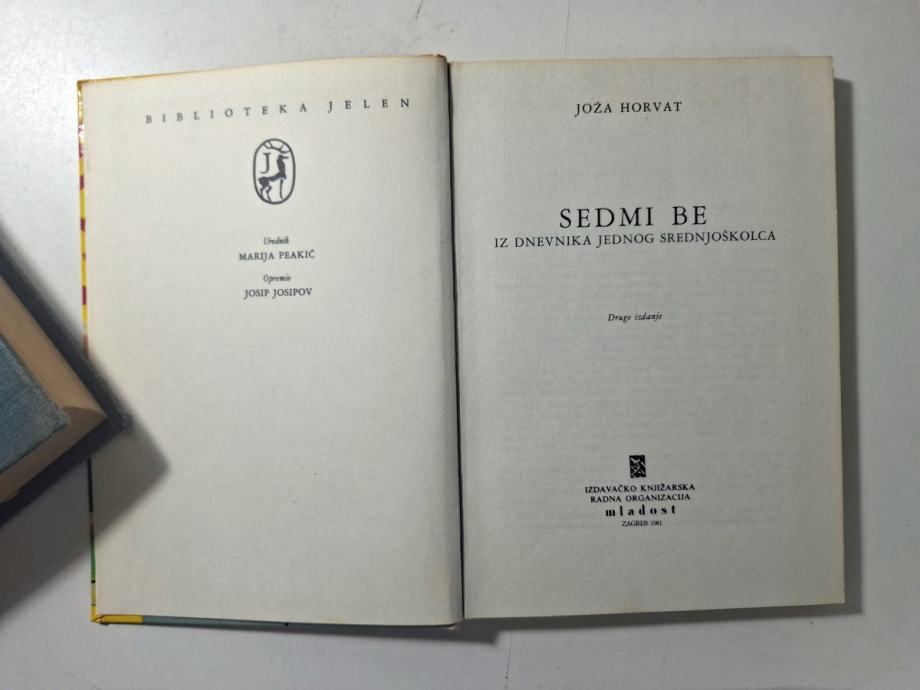 BIBLIOTEKA JELEN
J
Urednik
MARIJA PEAKIĆ
Opremio
JOSIP JOSIPOV
JOŽA HORVAT
SEDMI BE
IZ DNEVNIKA JEDNOG SREDNJOŠKOLCA
Drugo izdanje
IZDAVAČKO KNJIŽARSKA
RADNA ORGANIZACIJA
mladost
ZAGREB 1981